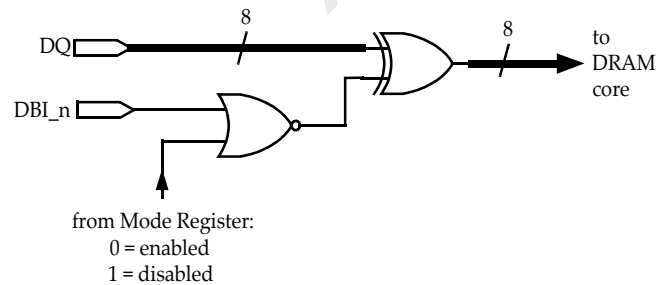 8
8
DQ
to
DRAM
core
DBI_n
from Mode Register:
0 = enabled
1 = disabled